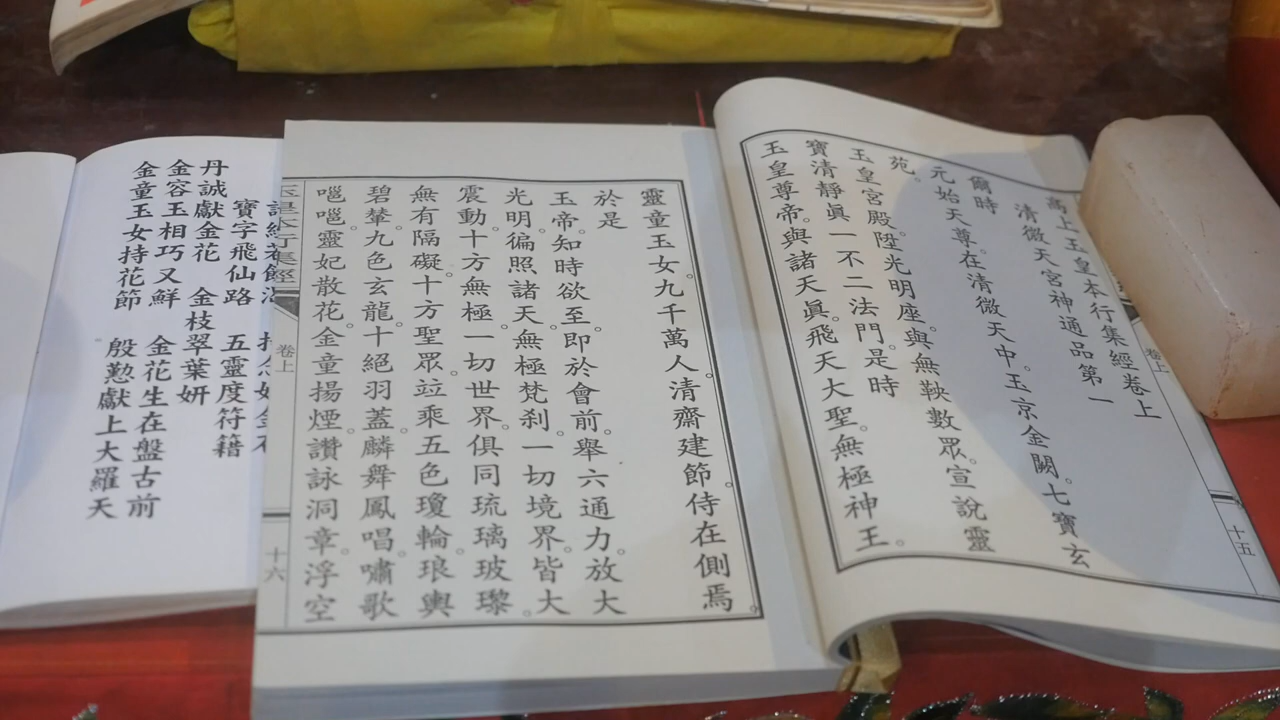 高上玉皇本行集經卷上
清微天宮神通品第一
爾時
元始天尊。在清微天中。玉京金闕。七寶玄
苑。
玉皇宮殿。陞光明座。與無鞅數眾。宣說靈
寶清靜眞一不二法門。是時
玉皇尊帝。與諸天眞。飛天大聖。無極神王。
卷上
十五
靈童玉女。九千萬人。清齋建節。侍在側焉。
於是
玉帝。知時欲至。即於會前。舉六通力。放大
光明。徧照諸天。無極梵刹。一切境界。皆大
震動。十方無極。一切世界。俱同琉璃玻瓈。
無有隔礙。十方聖眾。竝乘五色瓊輪。琅輿
碧輦。九色玄龍。十絕羽蓋。麟舞鳳唱。嘯歌
嗈嗈。靈妃散花。金童揚煙。讚詠洞章。浮空
玉皇本行集經
卷上
十六
寶字飛仙路 五靈度符籍
丹誠獻金花 金枝翠葉妍
金容玉相巧又鮮 金花生在盤古前
金童玉女持花節 殷懃獻上大羅天